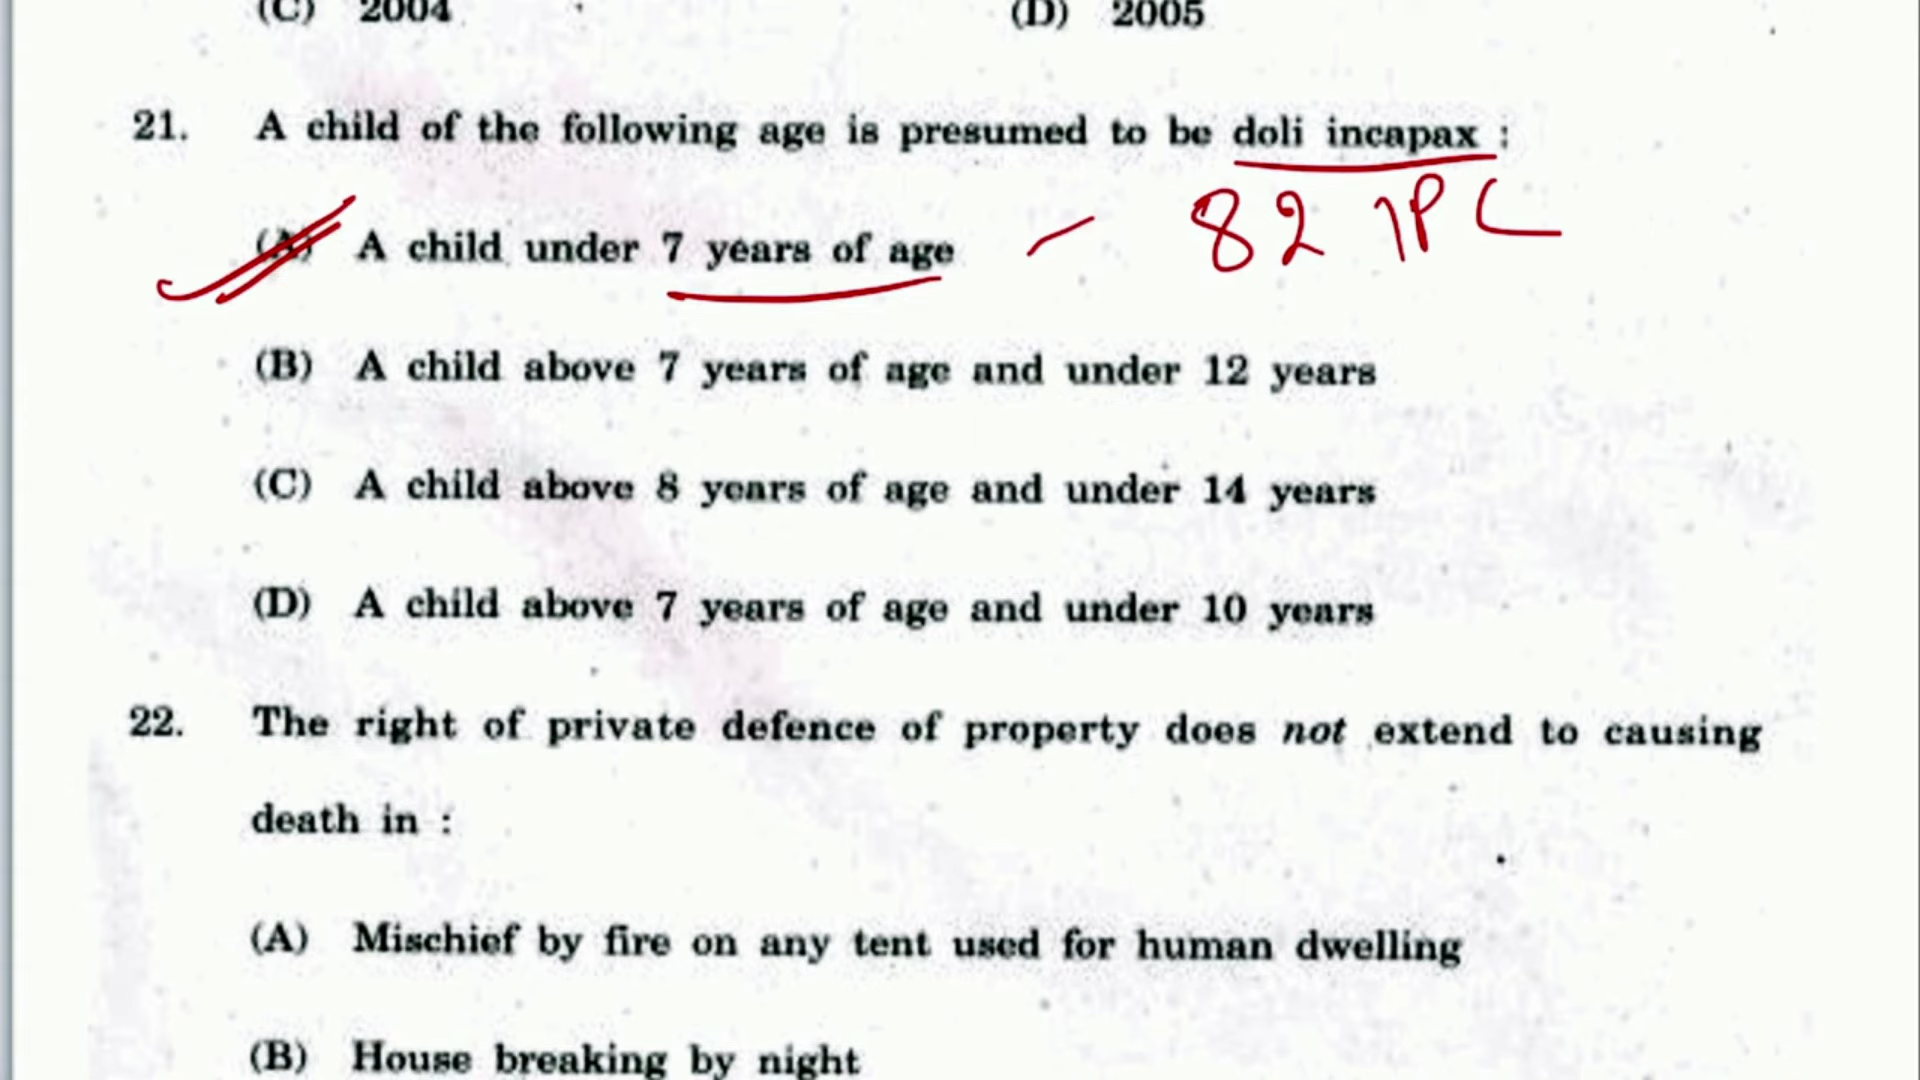 (C) 2004 (D) 2005
21. A child of the following age is presumed to be doli incapax :
(A) A child under 7 years of age — 82 IPC
(B) A child above 7 years of age and under 12 years
(C) A child above 8 years of age and under 14 years
(D) A child above 7 years of age and under 10 years
22. The right of private defence of property does not extend to causing
death in :
(A) Mischief by fire on any tent used for human dwelling
(B) House breaking by night